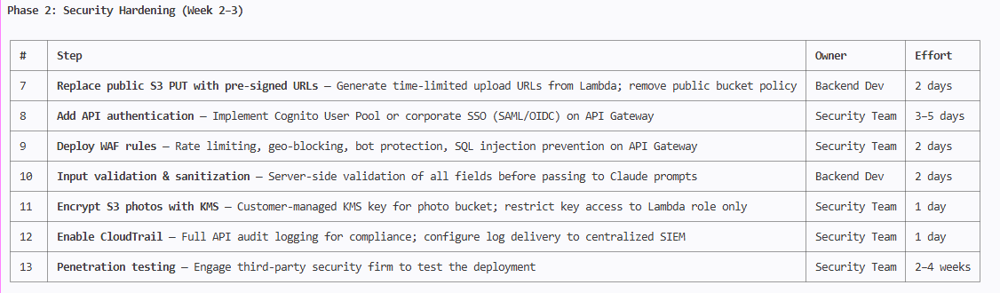 Phase 2: Security Hardening (Week 2–3)
# Step Owner Effort
7 Replace public S3 PUT with pre-signed URLs — Generate time-limited upload URLs from Lambda; remove public bucket policy Backend Dev 2 days
8 Add API authentication — Implement Cognito User Pool or corporate SSO (SAML/OIDC) on API Gateway Security Team 3–5 days
9 Deploy WAF rules — Rate limiting, geo-blocking, bot protection, SQL injection prevention on API Gateway Security Team 2 days
10 Input validation & sanitization — Server-side validation of all fields before passing to Claude prompts Backend Dev 2 days
11 Encrypt S3 photos with KMS — Customer-managed KMS key for photo bucket; restrict key access to Lambda role only Security Team 1 day
12 Enable CloudTrail — Full API audit logging for compliance; configure log delivery to centralized SIEM Security Team 1 day
13 Penetration testing — Engage third-party security firm to test the deployment Security Team 2–4 weeks